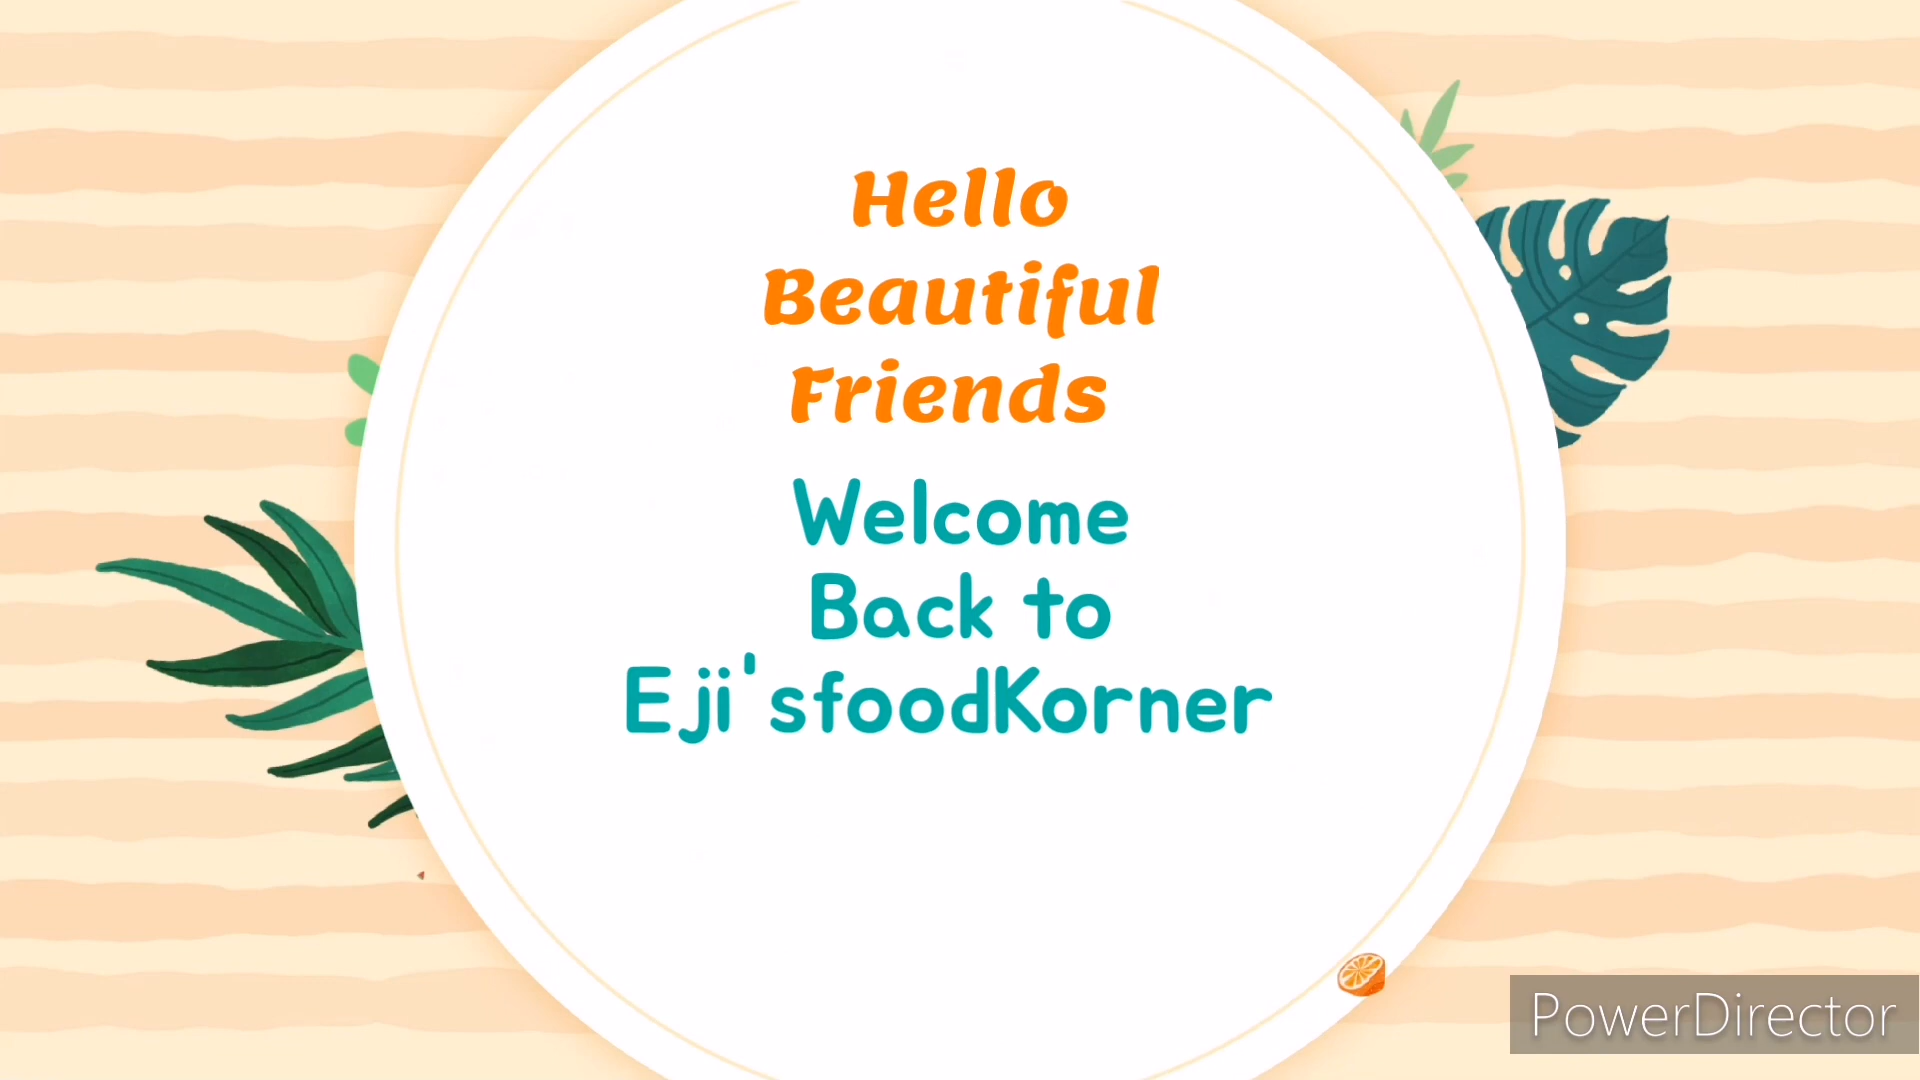 Hello
Beautiful
Friends
Welcome
Back to
Eji'sfoodKorner
PowerDirector